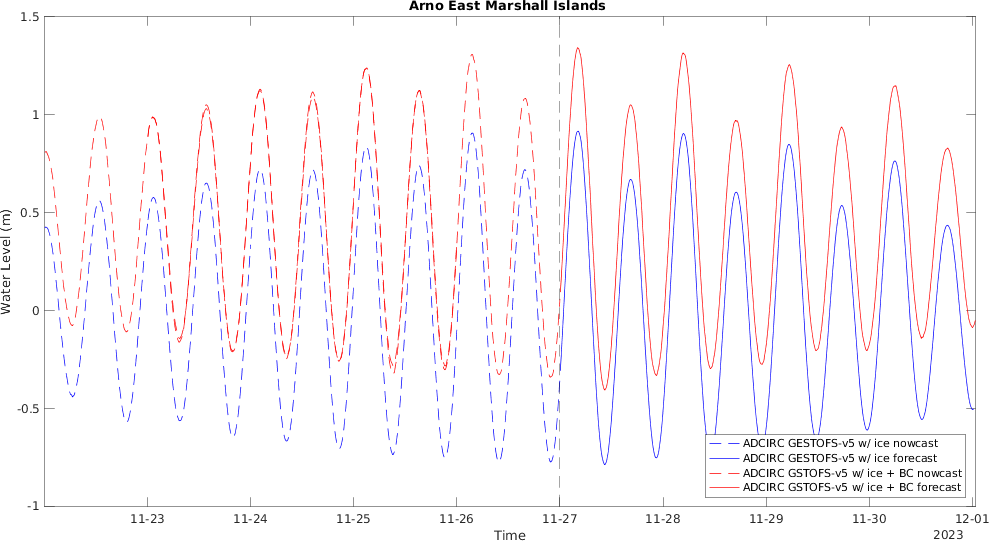 Arno East Marshall Islands
1.5
1
0.5
0
-0.5
-1
Water Level (m)
11-23
11-24
11-25
11-26
11-27
11-28
11-29
11-30
12-01
Time
2023
ADCIRC GESTOFS-v5 w/ ice nowcast
ADCIRC GESTOFS-v5 w/ ice forecast
ADCIRC GSTOFS-v5 w/ ice + BC nowcast
ADCIRC GSTOFS-v5 w/ ice + BC forecast